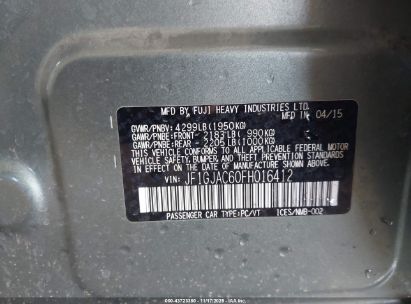 MFD. BY FUJI HEAVY INDUSTRIES LTD.
MED IN 04/15
GVWR/PNBV: 4299LB(1950KG)
GAWR/PNBE:FRONT- 2183LB( 990KG)
GAWR/PNBE:REAR - 2205LB(1000KG)
THIS VEHICLE CONFORMS TO ALL APPLICABLE
FEDERAL MOTOR VEHICLE SAFETY, BUMPER,
AND THEFT PREVENTION STANDARDS IN EFFECT
ON THE DATE OF MANUFACTURE SHOWN ABOVE.
VIN: JF1GJAC60FH016412
PASSENGER CAR TYPE:PC/VT ICES/NMB-002